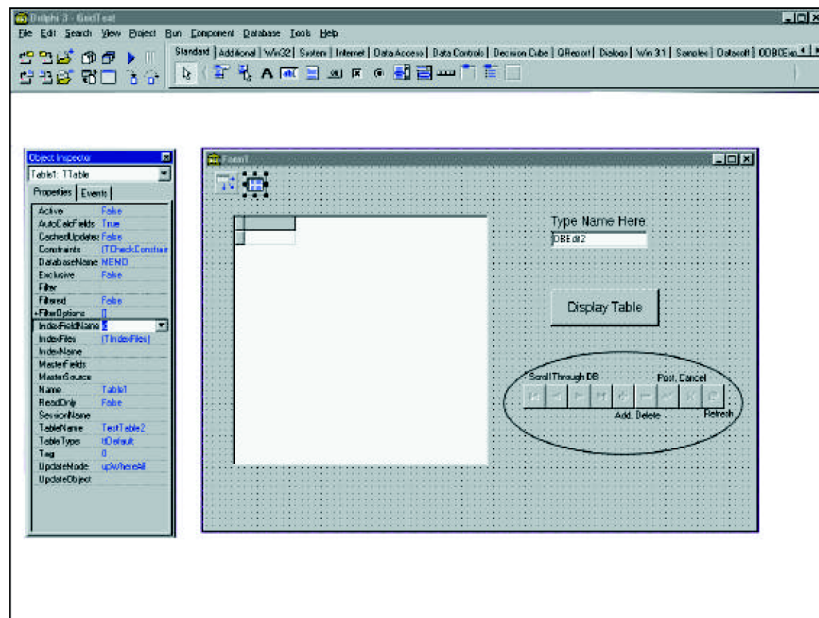 Delphi 3 - GridTest
File Edit Search View Project Run Component Database Tools Help
Standard Additional Win32 System Internet Data Access Data Controls Decision Cube QReport Dialogs Win 3.1 Samples Datasoft
Object Inspector
Table1: TTable
Properties Events
Active False
AutoCalcFields True
CachedUpdates False
Constraints (TCheckConstrain
DatabaseName
Exclusive False
Filter
Filtered False
+FilterOptions []
IndexFieldName
IndexFiles (TIndexFiles)
IndexName
MasterFields
MasterSource
Name Table1
ReadOnly False
SessionName
TableName TestTable2
TableType ttDefault
Tag 0
UpdateMode upWhereAll
UpdateObject
Form1
Type Name Here
DBEdit2
Display Table
Scroll Through DB
Post, Cancel
Add, Delete
Refresh